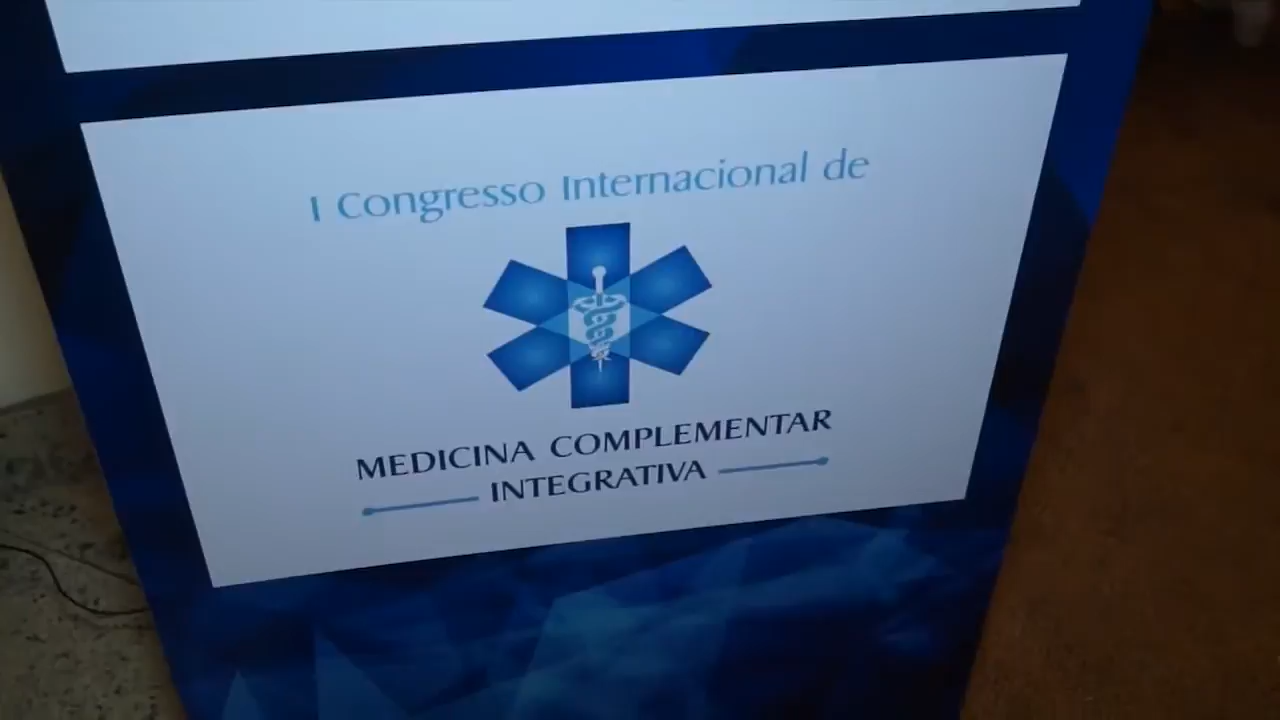 I Congresso Internacional de
MEDICINA COMPLEMENTAR
INTEGRATIVA